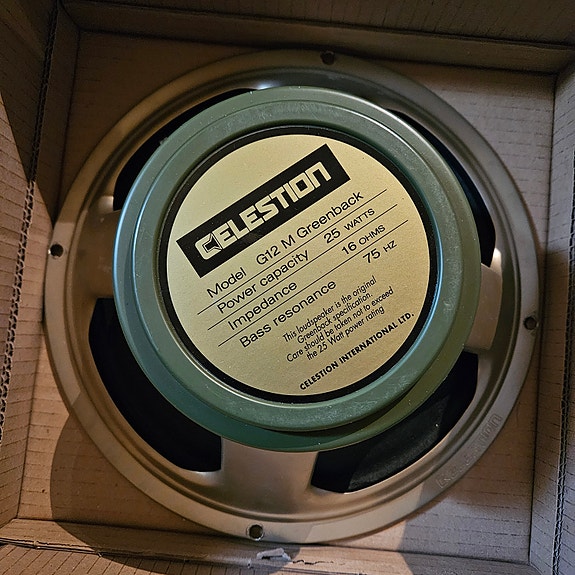 CELESTION
Model G12 M Greenback
Power capacity 25 WATTS
Impedance 16 OHMS
Bass resonance 75 HZ
This loudspeaker is the original
Greenback specification
Care should be taken not to exceed
the 25 Watt power rating
CELESTION INTERNATIONAL LTD.